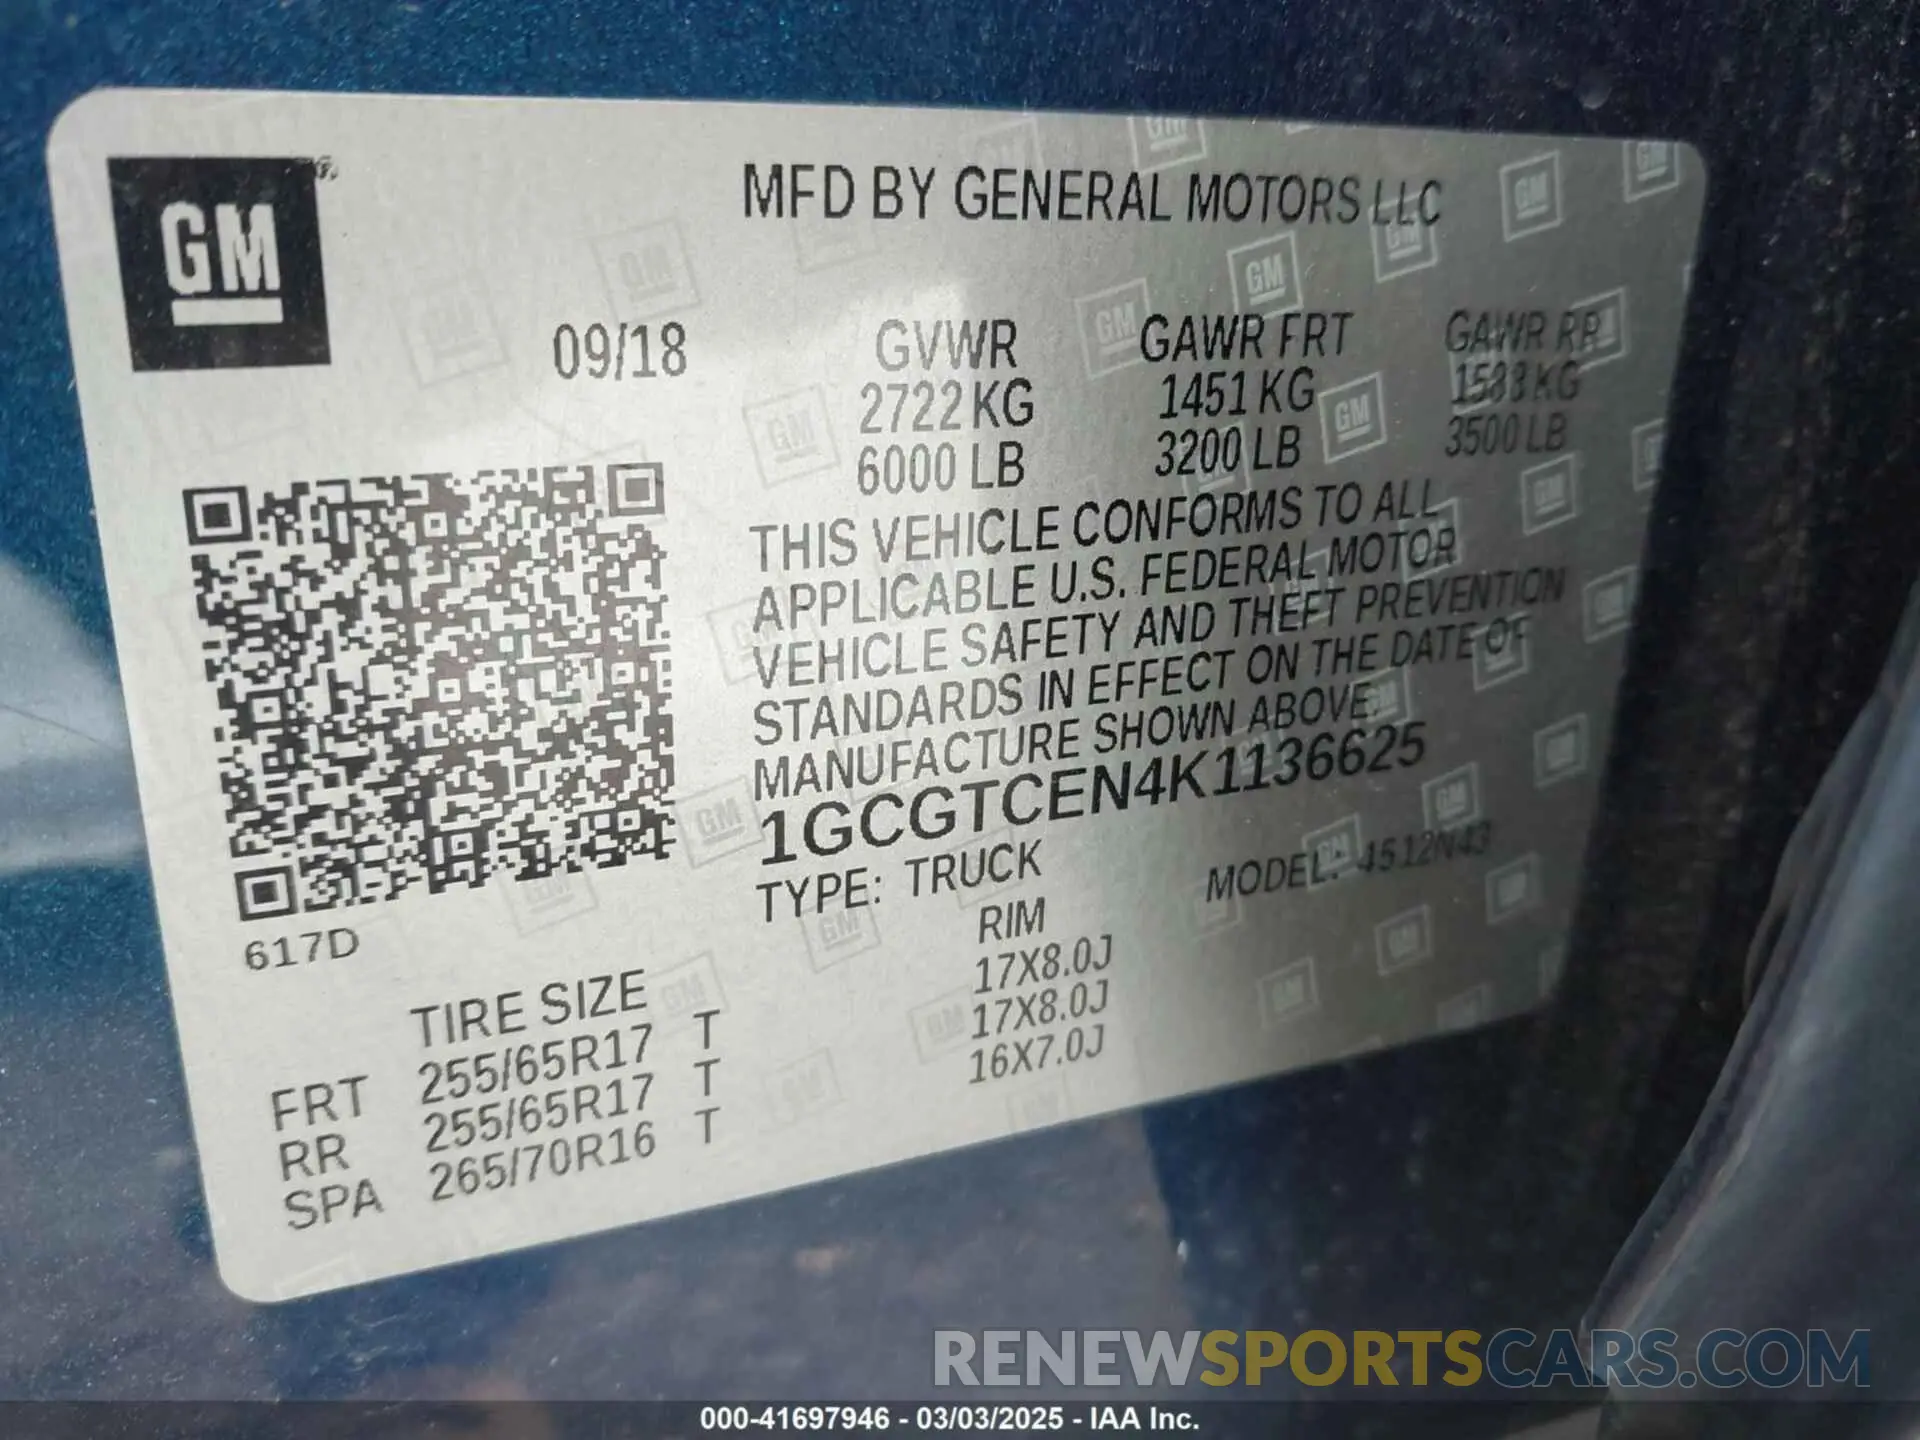 GM
MFD BY GENERAL MOTORS LLC
09/18
GVWR GAWR FRT GAWR RR
2722 KG 1451 KG 1588 KG
6000 LB 3200 LB 3500 LB
THIS VEHICLE CONFORMS TO ALL
APPLICABLE U.S. FEDERAL MOTOR
VEHICLE SAFETY AND THEFT PREVENTION
STANDARDS IN EFFECT ON THE DATE OF
MANUFACTURE SHOWN ABOVE.
1GCGTCEN4K1136625
TYPE: TRUCK MODEL: 4512N43
617D
TIRE SIZE RIM
FRT 255/65R17 T 17X8.0J
RR 255/65R17 T 17X8.0J
SPA 265/70R16 T 16X7.0J
RENEWSPORTSCARS.COM
000-41697946 - 03/03/2025 - IAA Inc.